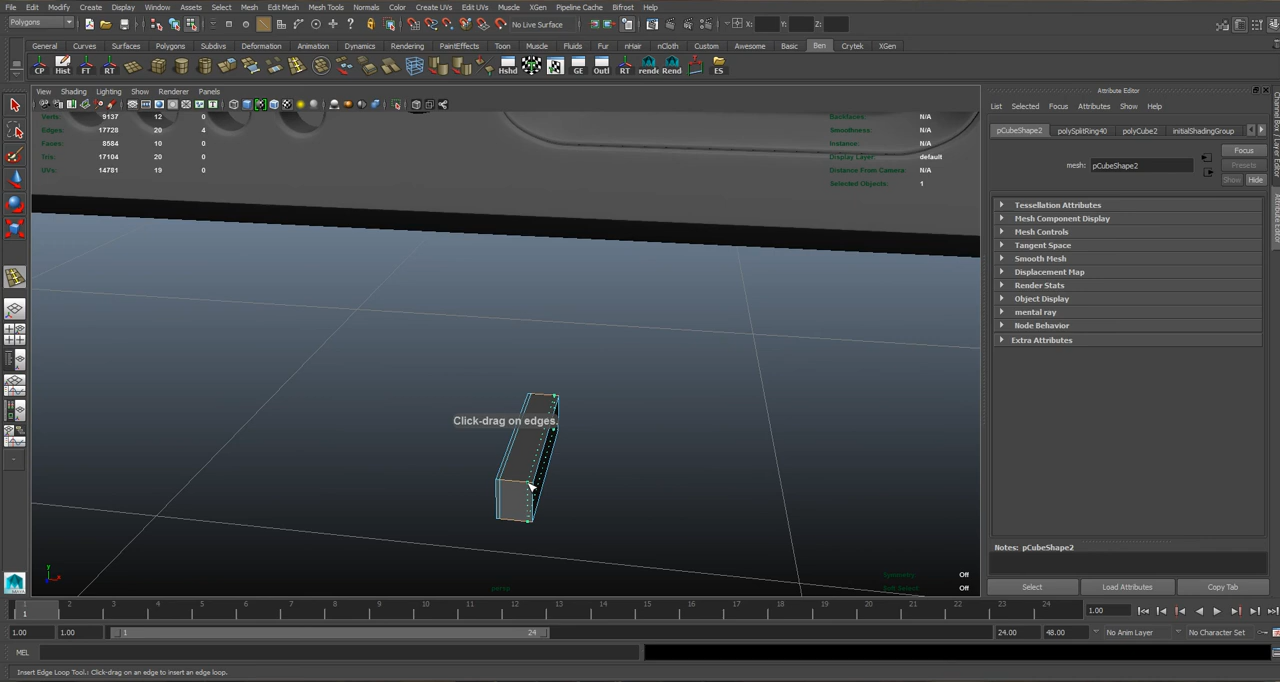 File Edit Modify Create Display Window Assets Select Mesh Edit Mesh Mesh Tools Normals Color Create UVs Edit UVs Muscle XGen Pipeline Cache Bifrost Help
Polygons No Live Surface X: Y: Z:
General Curves Surfaces Polygons Subdivs Deformation Animation Dynamics Rendering PaintEffects Toon Muscle Fluids Fur nHair nCloth Custom Awesome Basic Ben Crytek XGen
CP Hist FT RT Hshd GE Outl RT rende Rend ES
View Shading Lighting Show Renderer Panels
Attribute Editor
List Selected Focus Attributes Show Help
Verts: 9137 12 0
Edges: 17728 20 4
Faces: 8584 10 0
Tris: 17104 20 0
UVs: 14781 19 0
Backfaces: N/A
Smoothness: N/A
Instance: N/A
Display Layer: default
Distance From Camera: N/A
Selected Objects: 1
pCubeShape2 polySplitRing40 polyCube2 initialShadingGroup
mesh: pCubeShape2
Focus
Presets
Show Hide
Tessellation Attributes
Mesh Component Display
Mesh Controls
Tangent Space
Smooth Mesh
Displacement Map
Render Stats
Object Display
mental ray
Node Behavior
Extra Attributes
Channel Box / Layer Editor
Attribute Editor
Click-drag on edges.
Notes: pCubeShape2
Symmetry Off
Soft Select Off
persp
y
x
Select Load Attributes Copy Tab
1 2 3 4 5 6 7 8 9 10 11 12 13 14 15 16 17 18 19 20 21 22 23 24
1 1.00
1.00 1.00 1 24 24.00 48.00 No Anim Layer No Character Set
MEL
Insert Edge Loop Tool.: Click-drag on an edge to insert an edge loop.